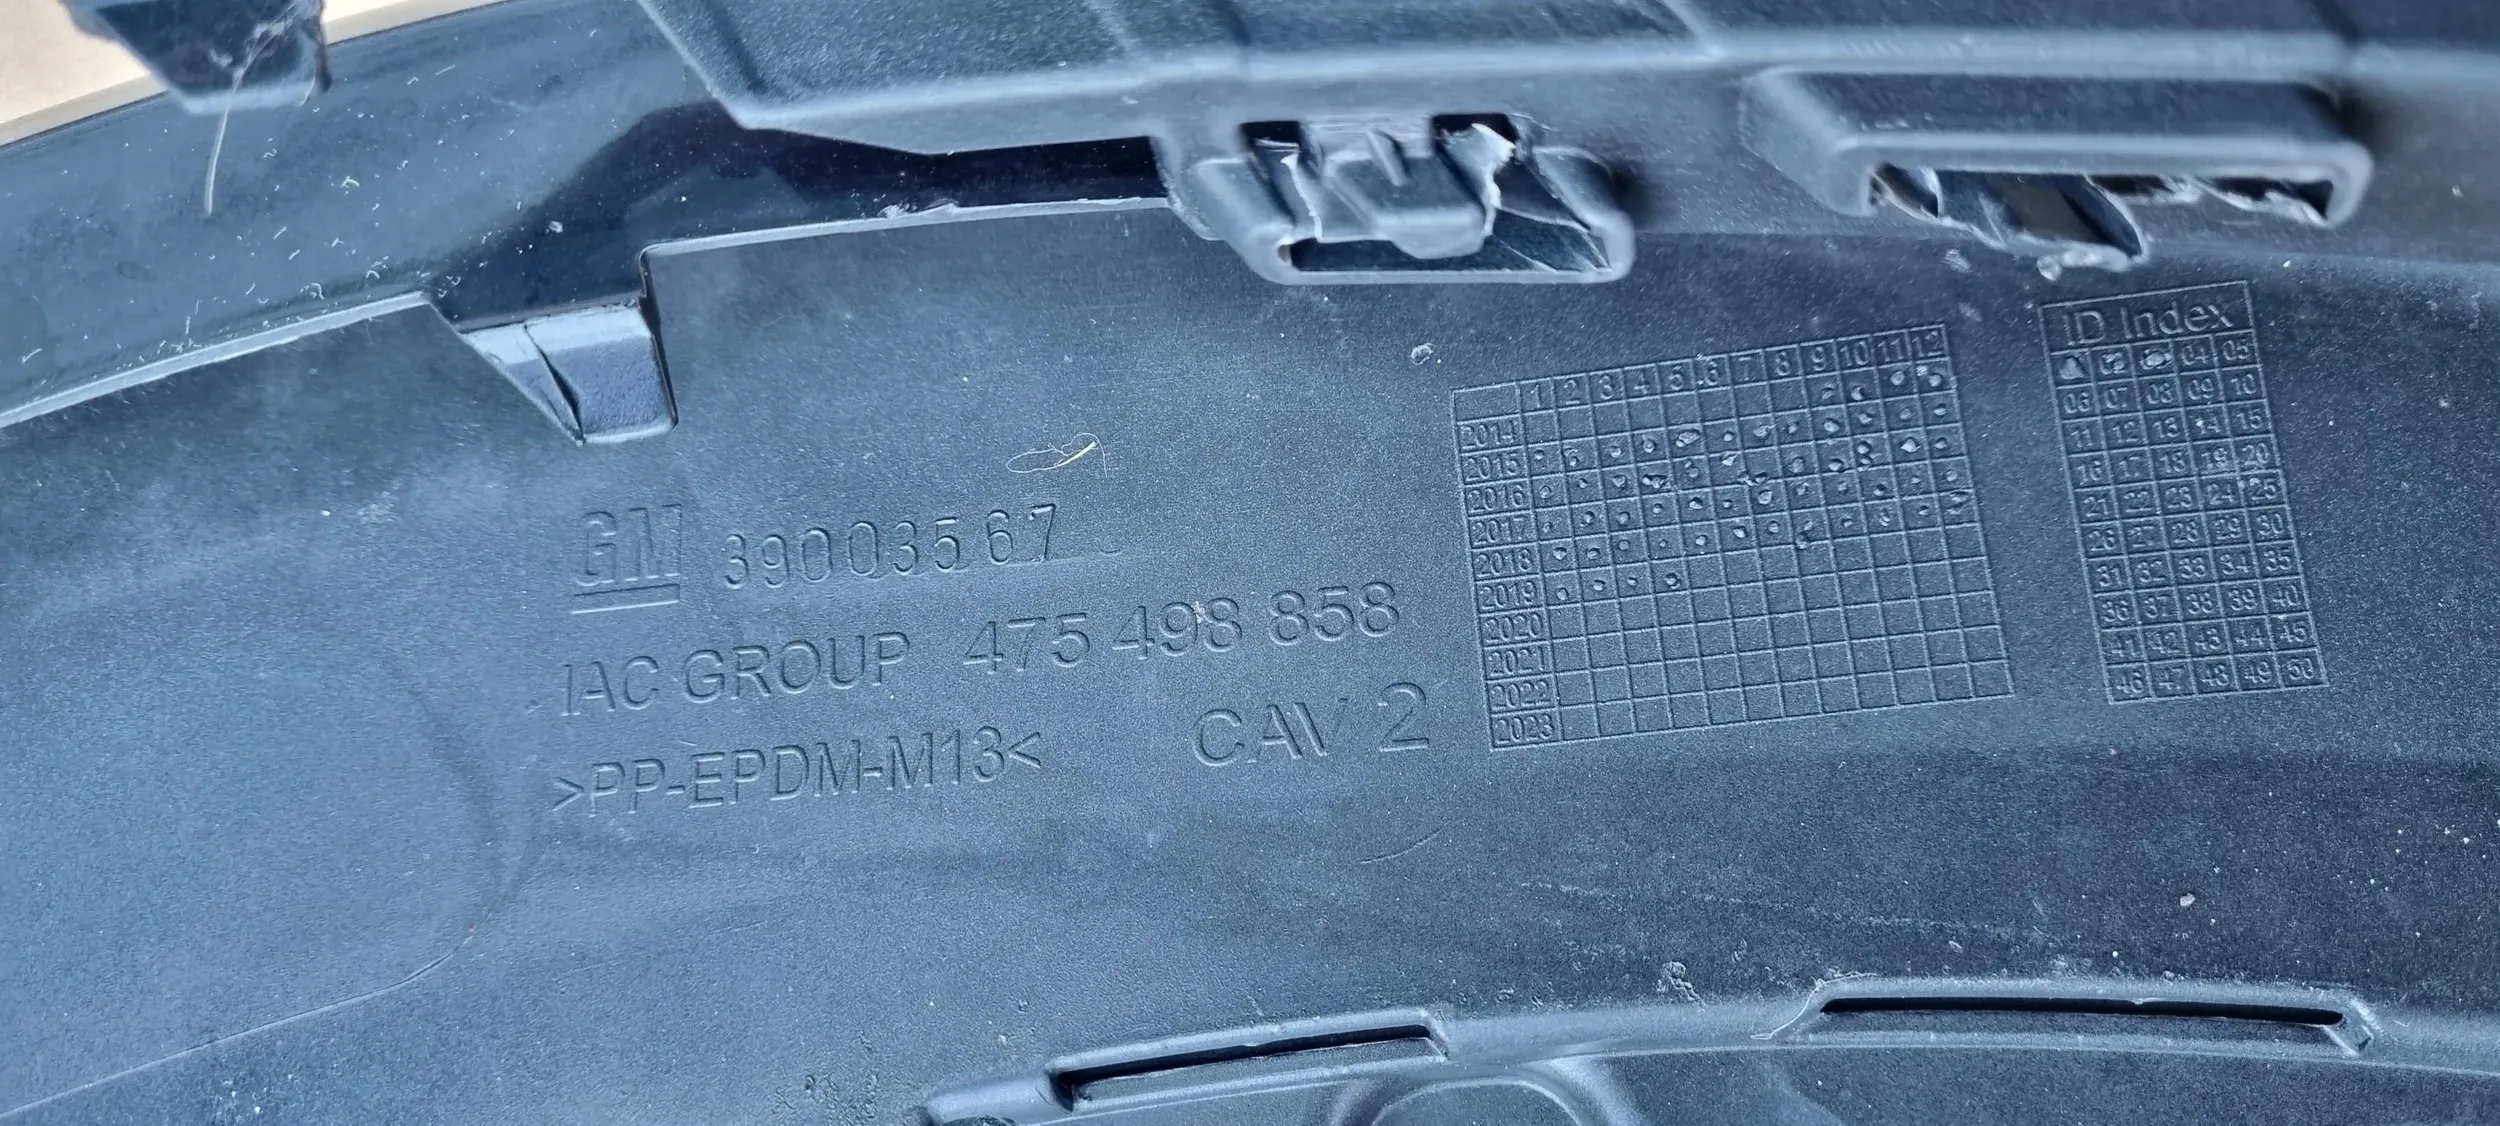 GM 39003567
IAC GROUP 475 498 858
>PP-EPDM-M13<
CAV 2
1 2 3 4 5 6 7 8 9 10 11 12
2014
2015
2016
2017
2018
2019
2020
2021
2022
2023
ID Index
04 05
06 07 08 09 10
11 12 13 14 15
16 17 18 19 20
21 22 23 24 25
26 27 28 29 30
31 32 33 34 35
36 37 38 39 40
41 42 43 44 45
46 47 48 49 50